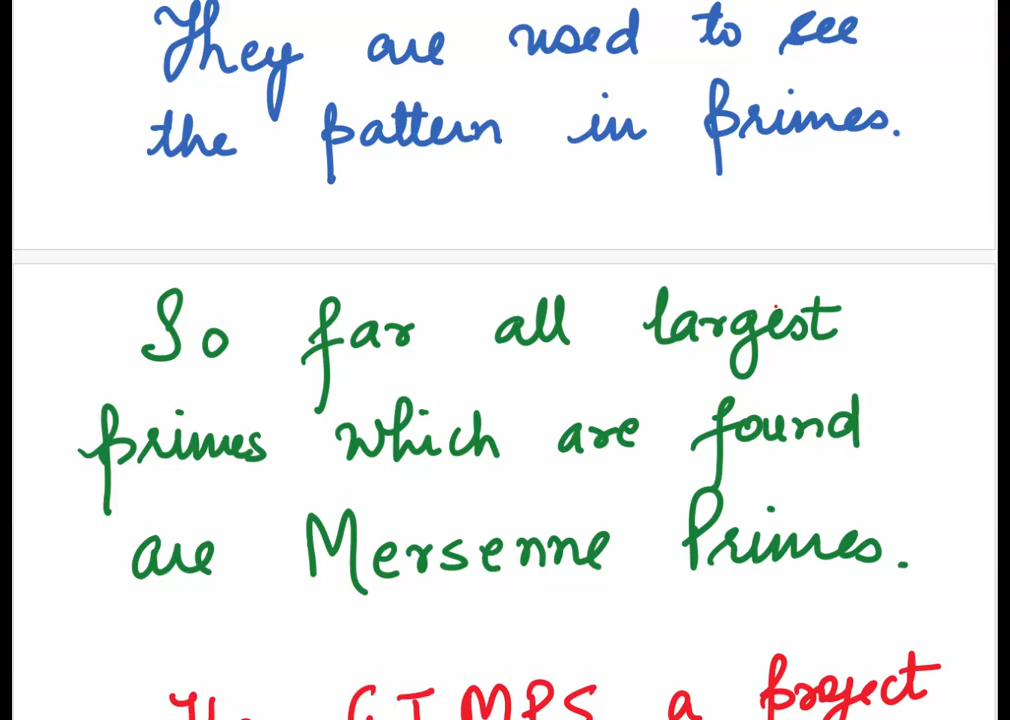 They are used to see
the pattern in primes.
So far all largest
primes which are found
are Mersenne Primes.
The GIMPS a project